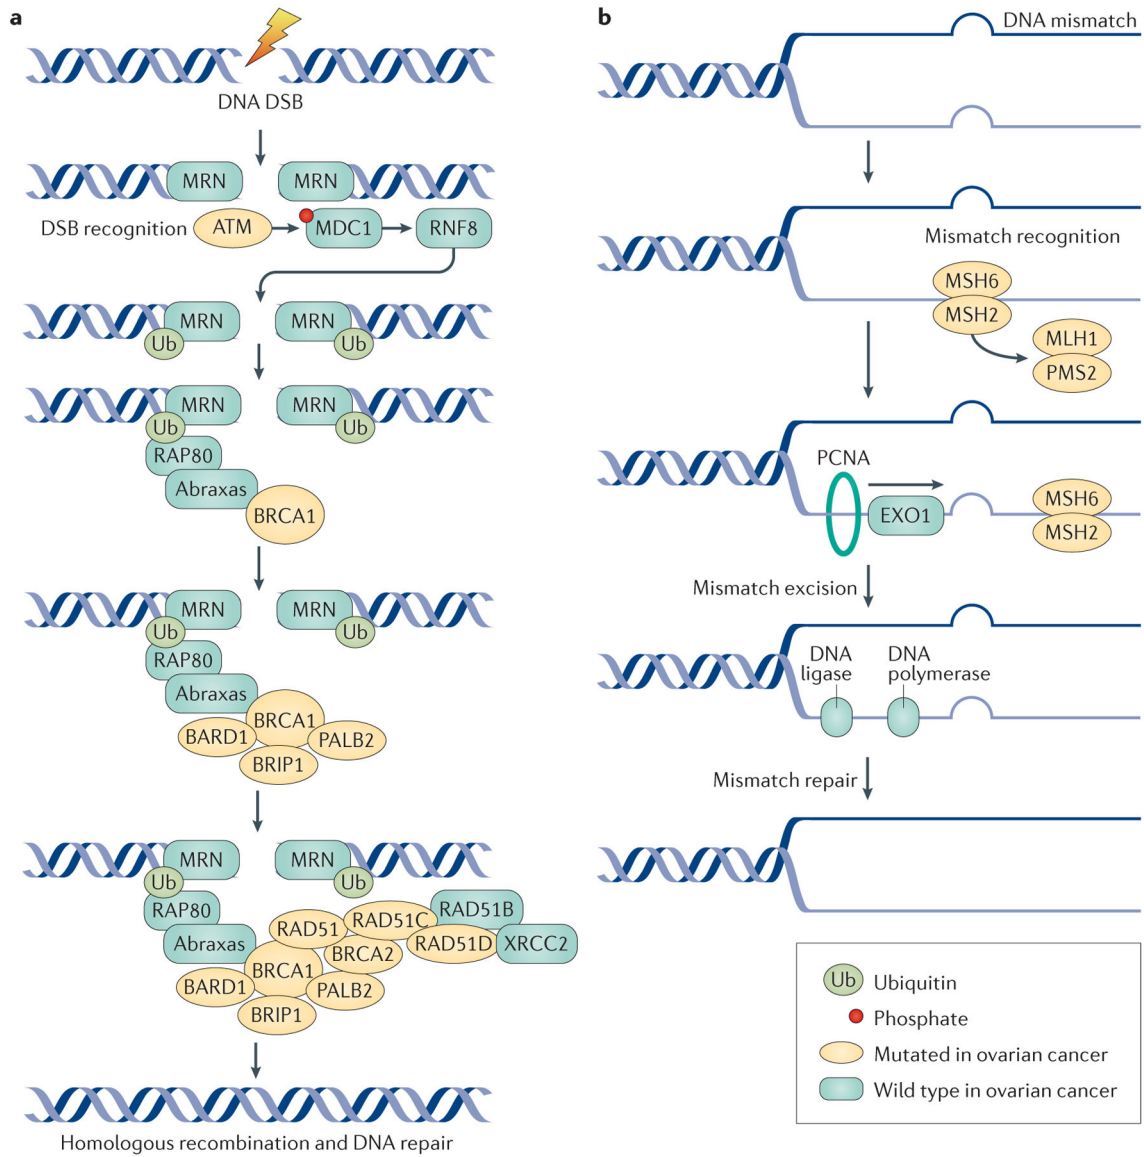 a
DNA DSB
MRN
MRN
DSB recognition
ATM
MDC1
RNF8
MRN
MRN
Ub
Ub
MRN
MRN
Ub
Ub
RAP80
Abraxas
BRCA1
MRN
MRN
Ub
Ub
RAP80
Abraxas
BRCA1
BARD1
PALB2
BRIP1
MRN
MRN
Ub
Ub
RAP80
RAD51C
RAD51B
RAD51
Abraxas
RAD51D
XRCC2
BRCA2
BRCA1
BARD1
PALB2
BRIP1
Homologous recombination and DNA repair
b
DNA mismatch
Mismatch recognition
MSH6
MSH2
MLH1
PMS2
PCNA
EXO1
MSH6
MSH2
Mismatch excision
DNA
ligase
DNA
polymerase
Mismatch repair
Ub Ubiquitin
Phosphate
Mutated in ovarian cancer
Wild type in ovarian cancer